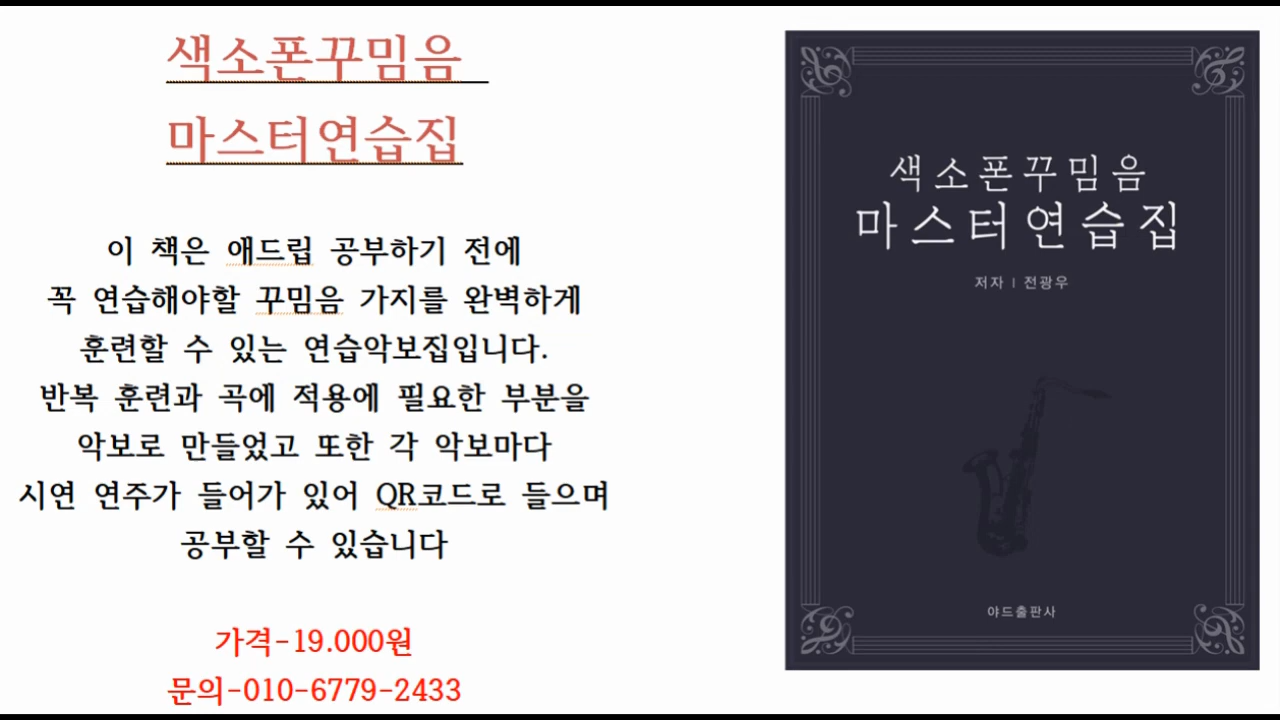 색소폰꾸밈음
마스터연습집
이 책은 애드립 공부하기 전에
꼭 연습해야할 꾸밈음 가지를 완벽하게
훈련할 수 있는 연습악보집입니다.
반복 훈련과 곡에 적용에 필요한 부분을
악보로 만들었고 또한 각 악보마다
시연 연주가 들어가 있어 QR코드로 들으며
공부할 수 있습니다
가격-19.000원
문의-010-6779-2433
색소폰꾸밈음
마스터연습집
저자 | 전광우
야드출판사